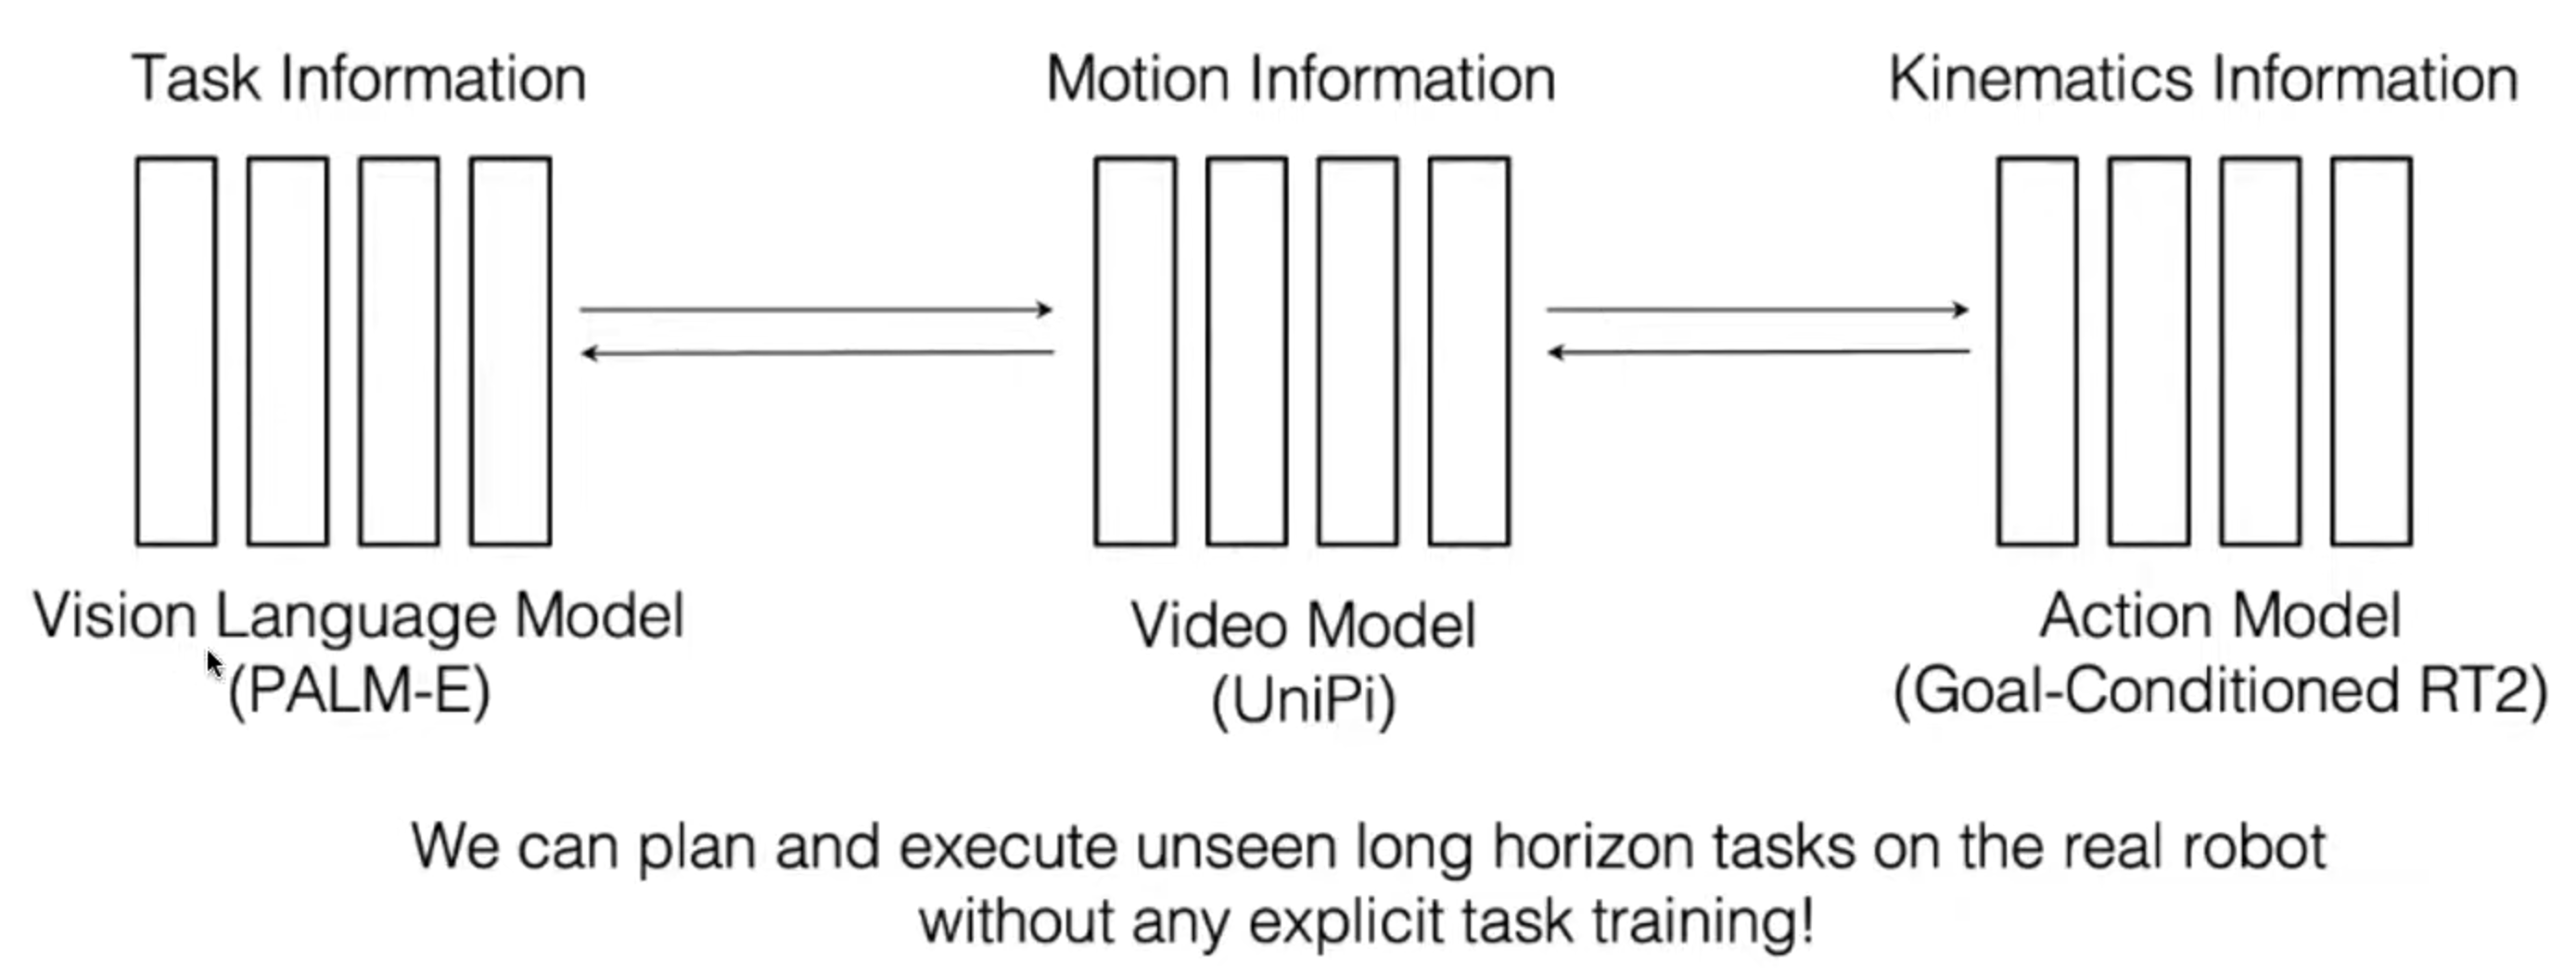 Task Information
Motion Information
Kinematics Information
Vision Language Model
(PALM-E)
Video Model
(UniPi)
Action Model
(Goal-Conditioned RT2)
We can plan and execute unseen long horizon tasks on the real robot
without any explicit task training!